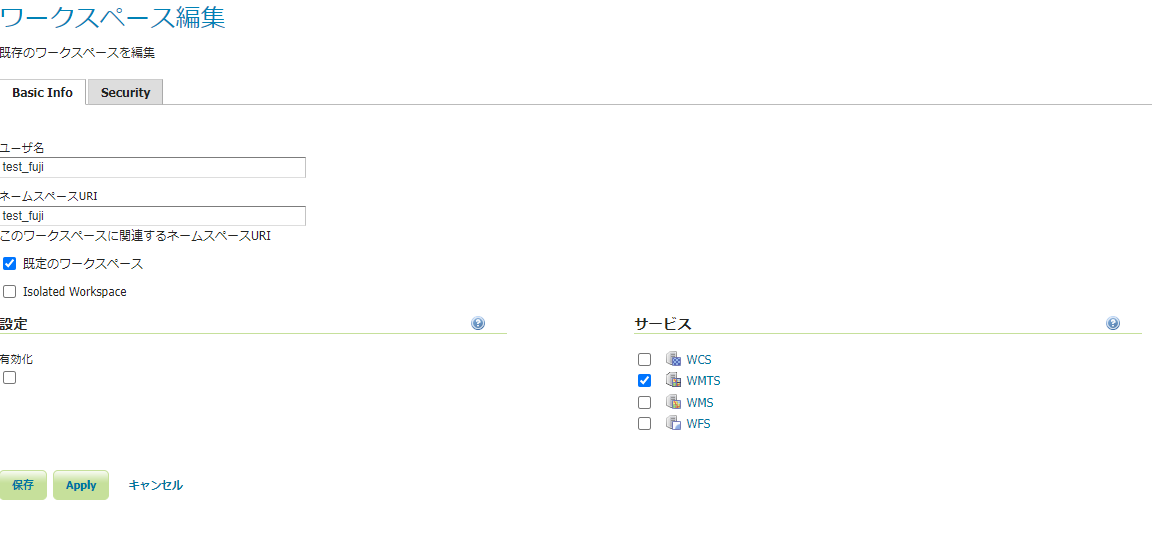 ワークスペース編集
既存のワークスペースを編集
Basic Info
Security
ユーザ名
test_fuji
ネームスペースURI
test_fuji
このワークスペースに関連するネームスペースURI
既定のワークスペース
Isolated Workspace
設定
有効化
サービス
WCS
WMTS
WMS
WFS
保存
Apply
キャンセル